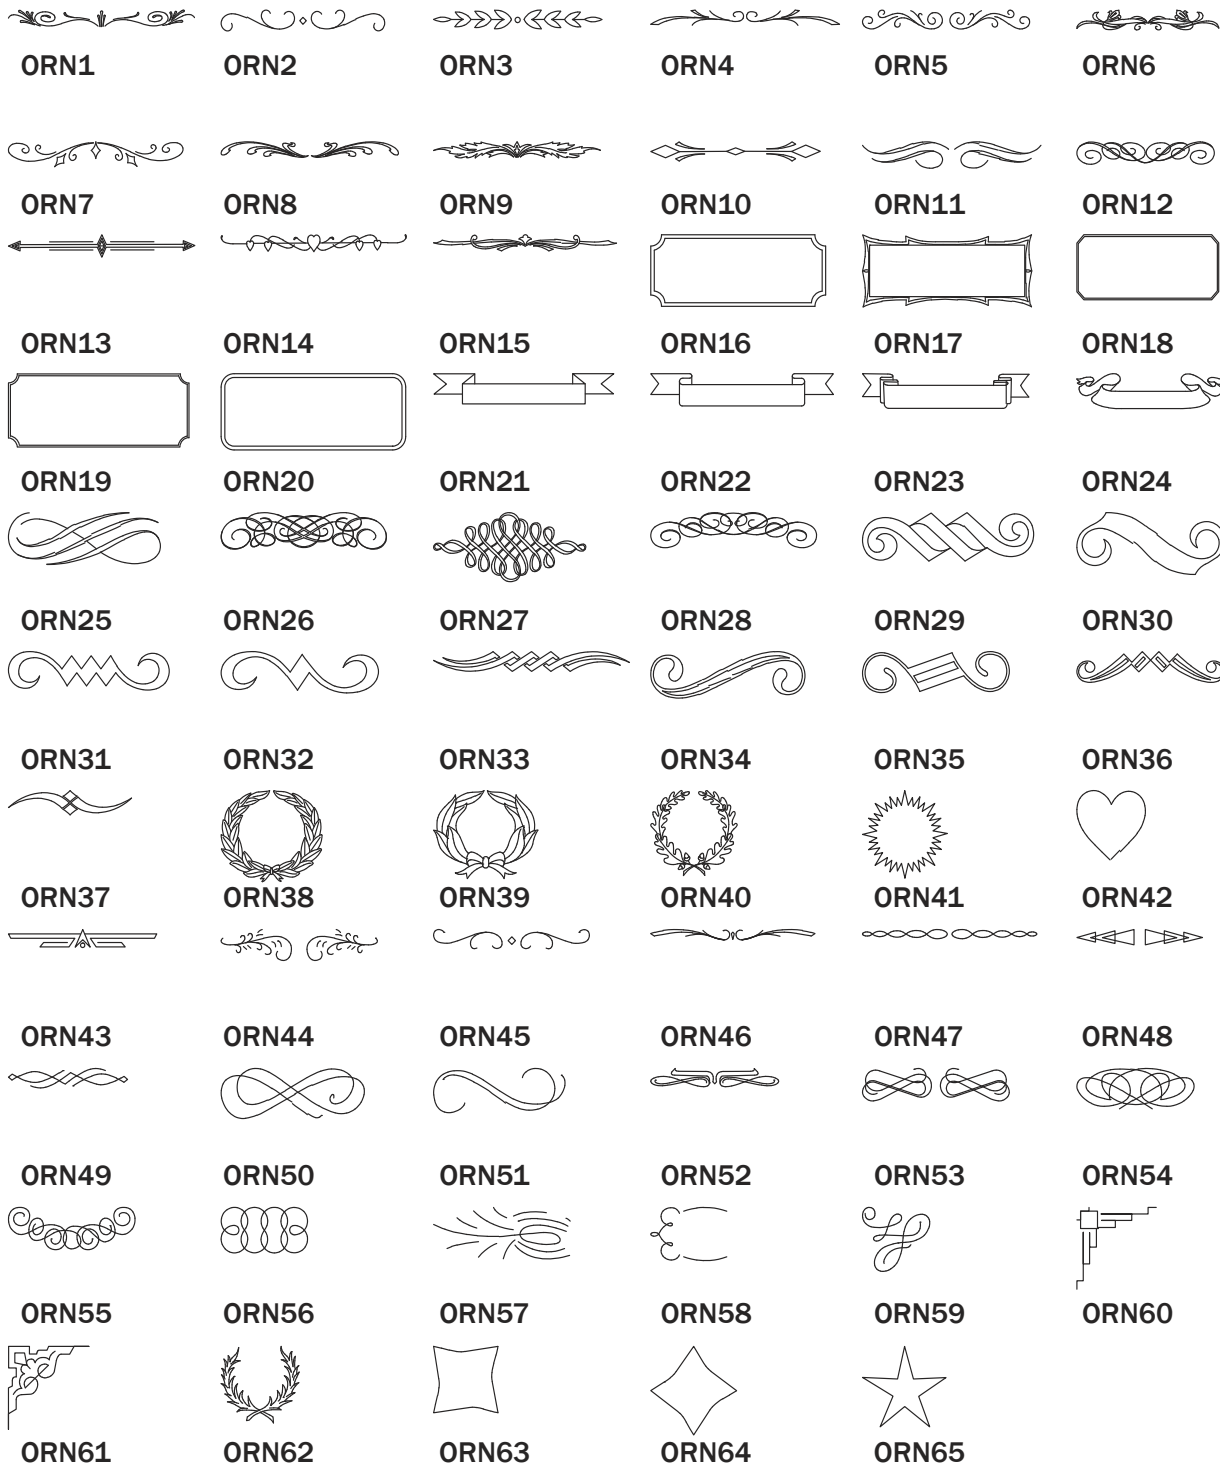 ORN1 ORN2 ORN3 ORN4 ORN5 ORN6
ORN7 ORN8 ORN9 ORN10 ORN11 ORN12
ORN13 ORN14 ORN15 ORN16 ORN17 ORN18
ORN19 ORN20 ORN21 ORN22 ORN23 ORN24
ORN25 ORN26 ORN27 ORN28 ORN29 ORN30
ORN31 ORN32 ORN33 ORN34 ORN35 ORN36
ORN37 ORN38 ORN39 ORN40 ORN41 ORN42
ORN43 ORN44 ORN45 ORN46 ORN47 ORN48
ORN49 ORN50 ORN51 ORN52 ORN53 ORN54
ORN55 ORN56 ORN57 ORN58 ORN59 ORN60
ORN61 ORN62 ORN63 ORN64 ORN65